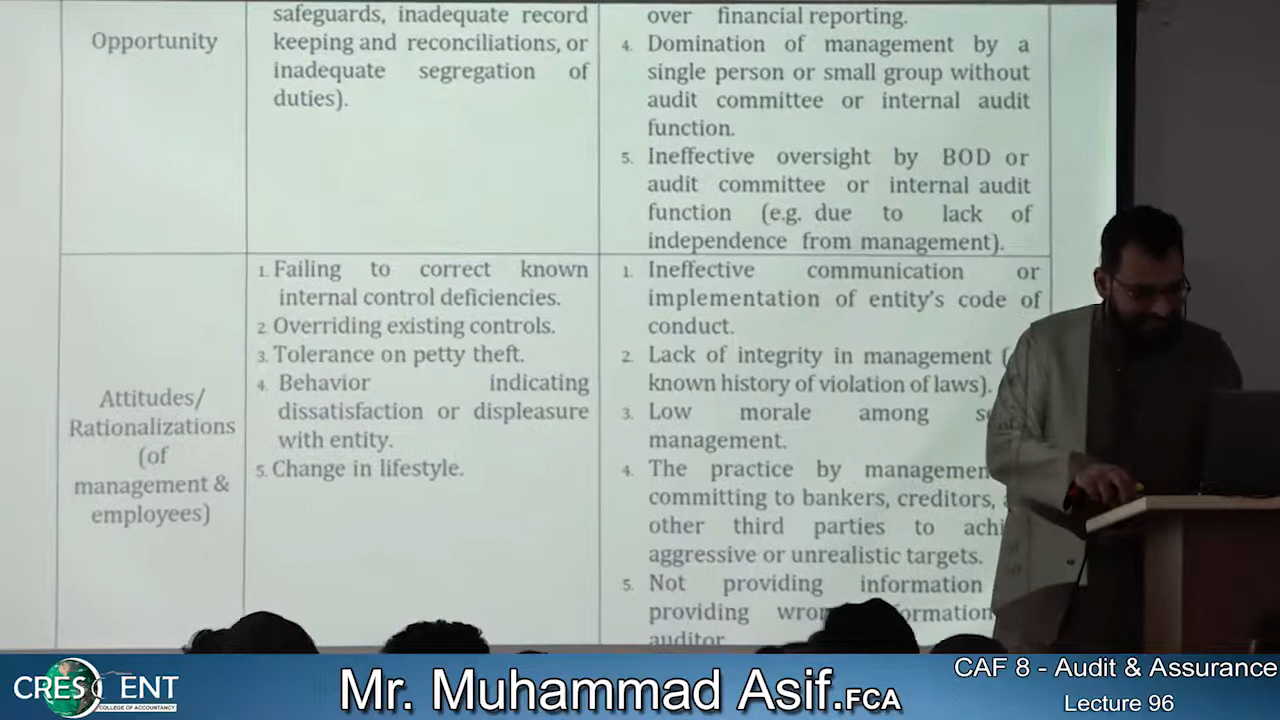 Opportunity
safeguards, inadequate record
keeping and reconciliations, or
inadequate segregation of
duties).
over financial reporting.
4. Domination of management by a
single person or small group without
audit committee or internal audit
function.
5. Ineffective oversight by BOD or
audit committee or internal audit
function (e.g. due to lack of
independence from management).
Attitudes/
Rationalizations
(of
management &
employees)
1. Failing to correct known
internal control deficiencies.
2. Overriding existing controls.
3. Tolerance on petty theft.
4. Behavior indicating
dissatisfaction or displeasure
with entity.
5. Change in lifestyle.
1. Ineffective communication or
implementation of entity's code of
conduct.
2. Lack of integrity in management (
known history of violation of laws).
3. Low morale among
management.
4. The practice by
committing to bankers, creditors,
other third parties to
aggressive or unrealistic targets.
5. Not providing information
providing
auditor
CRESCENT
COLLEGE OF ACCOUNTANCY
Mr. Muhammad Asif.FCA
CAF 8 - Audit & Assurance
Lecture 96